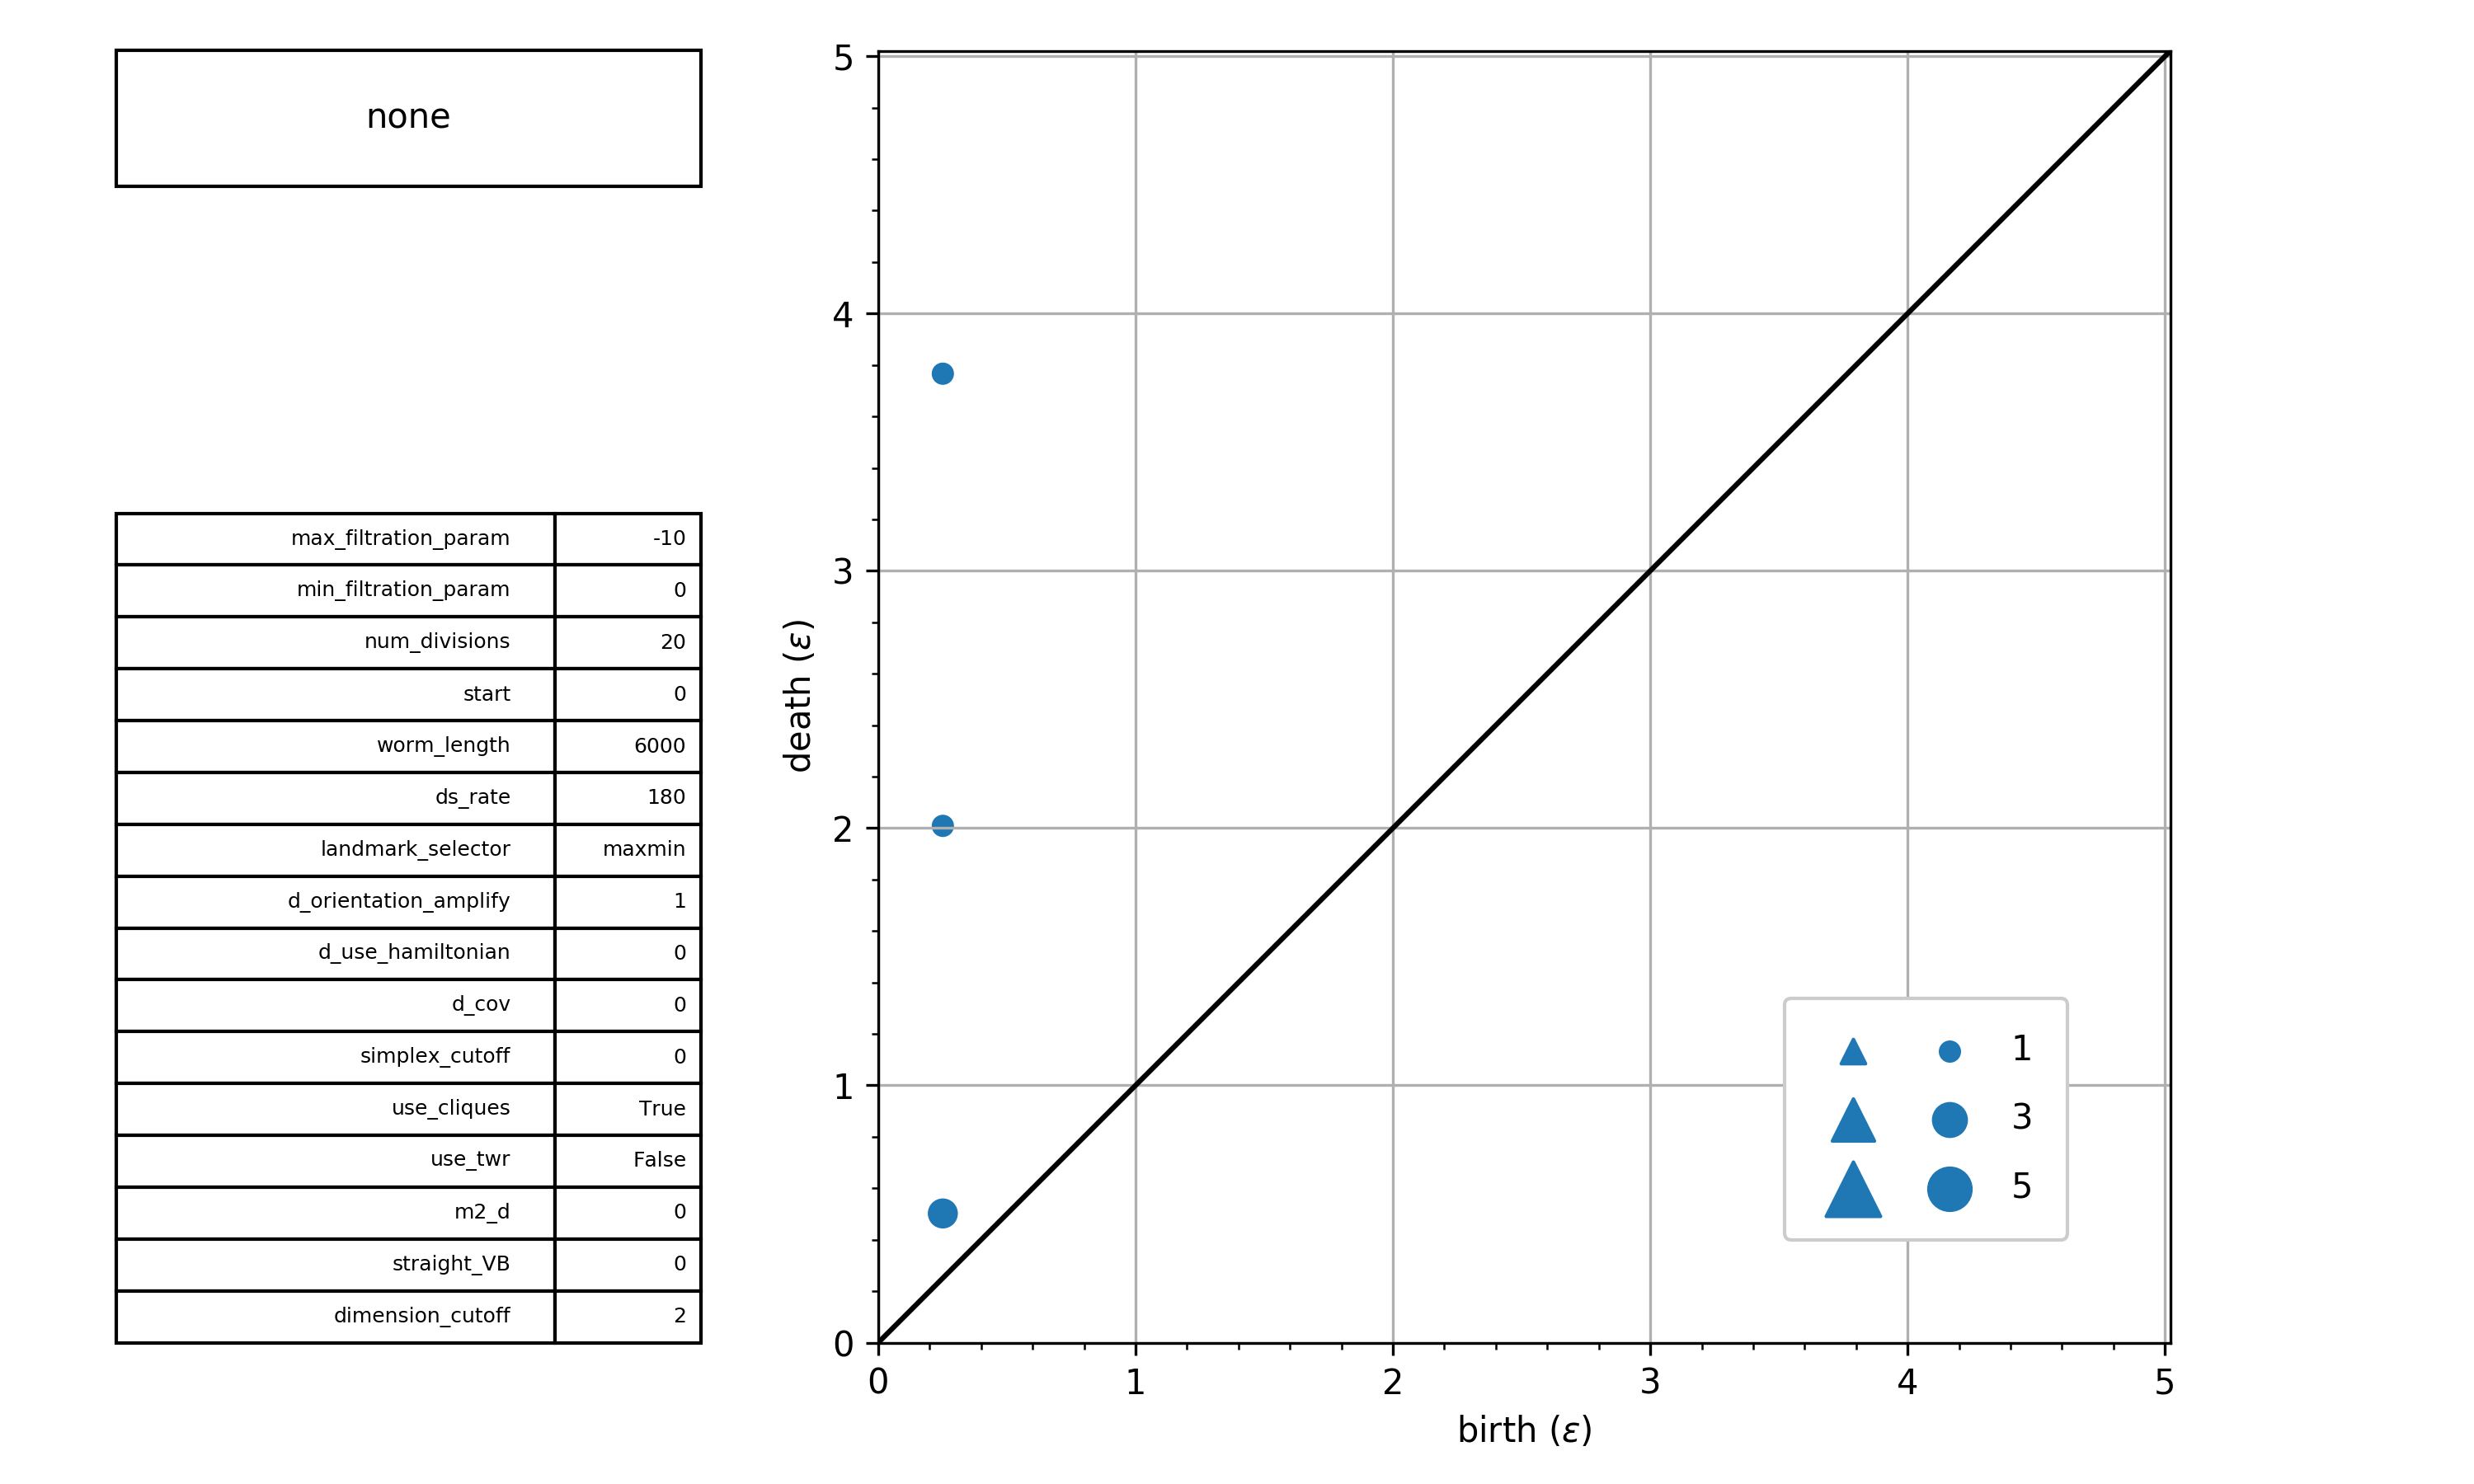 none
max_filtration_param -10
min_filtration_param 0
num_divisions 20
start 0
worm_length 6000
ds_rate 180
landmark_selector maxmin
d_orientation_amplify 1
d_use_hamiltonian 0
d_cov 0
simplex_cutoff 0
use_cliques True
use_twr False
m2_d 0
straight_VB 0
dimension_cutoff 2
death (ε)
5
4
3
2
1
0
0 1 2 3 4 5
birth (ε)
1
3
5